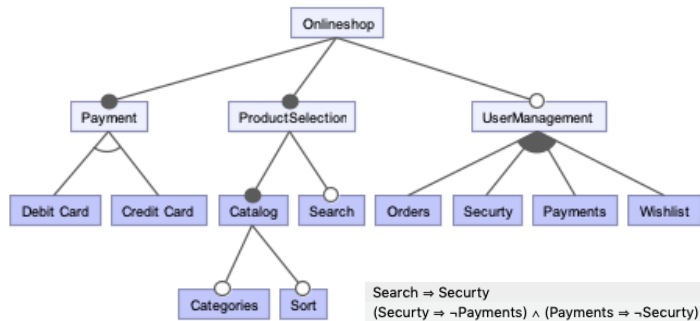 Onlineshop
Payment ProductSelection UserManagement
Debit Card Credit Card Catalog Search Orders Securty Payments Wishlist
Categories Sort
Search ⇒ Securty
(Securty ⇒ ¬Payments) ∧ (Payments ⇒ ¬Securty)